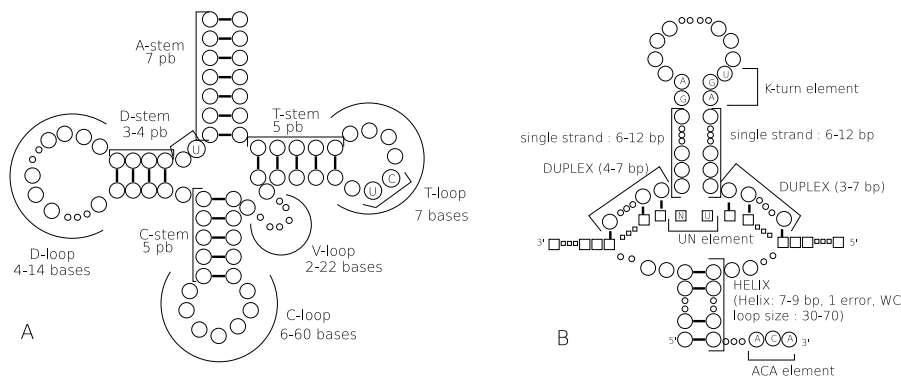 A-stem
7 pb
D-stem
3-4 pb
T-stem
5 pb
U
C
U
T-loop
7 bases
D-loop
4-14 bases
C-stem
5 pb
V-loop
2-22 bases
C-loop
6-60 bases
A
A G U
G A
K-turn element
single strand : 6-12 bp
single strand : 6-12 bp
DUPLEX (4-7 bp)
DUPLEX (3-7 bp)
N U
UN element
3'
5'
HELIX
(Helix: 7-9 bp, 1 error, WC
loop size : 30-70)
5'
A C A 3'
ACA element
B